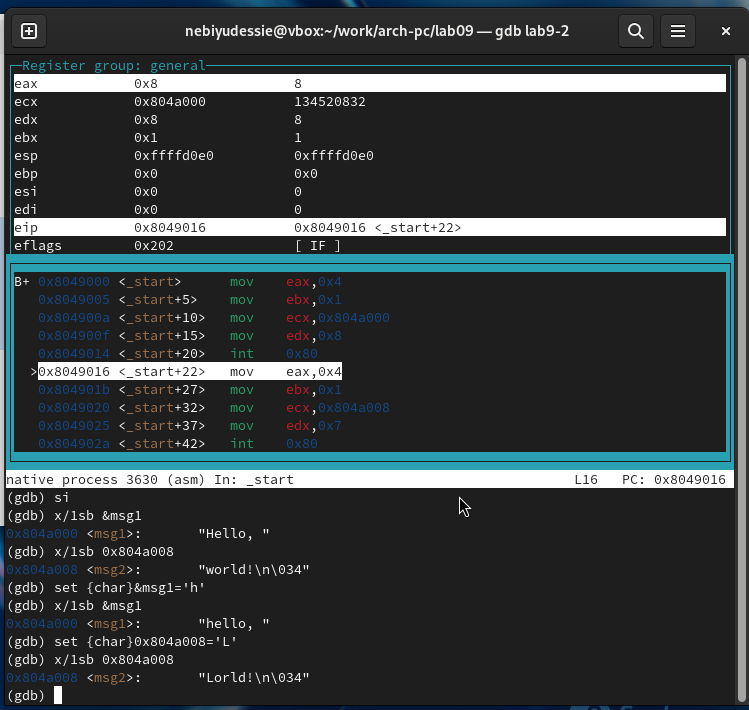 nebiyudessie@vbox:~/work/arch-pc/lab09 — gdb lab9-2
Register group: general
eax 0x8 8
ecx 0x804a000 134520832
edx 0x8 8
ebx 0x1 1
esp 0xffffd0e0 0xffffd0e0
ebp 0x0 0x0
esi 0x0 0
edi 0x0 0
eip 0x8049016 0x8049016 <_start+22>
eflags 0x202 [ IF ]
B+ 0x8049000 <_start> mov eax,0x4
0x8049005 <_start+5> mov ebx,0x1
0x804900a <_start+10> mov ecx,0x804a000
0x804900f <_start+15> mov edx,0x8
0x8049014 <_start+20> int 0x80
>0x8049016 <_start+22> mov eax,0x4
0x804901b <_start+27> mov ebx,0x1
0x8049020 <_start+32> mov ecx,0x804a008
0x8049025 <_start+37> mov edx,0x7
0x804902a <_start+42> int 0x80
native process 3630 (asm) In: _start L16 PC: 0x8049016
(gdb) si
(gdb) x/1sb &msg1
0x804a000 <msg1>: "Hello, "
(gdb) x/1sb 0x804a008
0x804a008 <msg2>: "world!\n\034"
(gdb) set {char}&msg1='h'
(gdb) x/1sb &msg1
0x804a000 <msg1>: "hello, "
(gdb) set {char}0x804a008='L'
(gdb) x/1sb 0x804a008
0x804a008 <msg2>: "Lorld!\n\034"
(gdb)